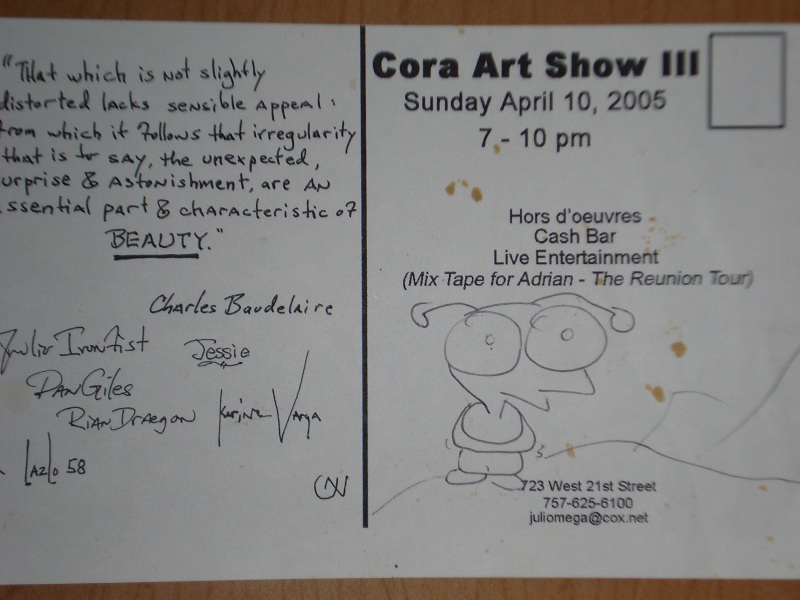 "That which is not slightly
distorted lacks sensible appeal:
from which it follows that irregularity
that is to say, the unexpected,
urprise & astonishment, are an
ssential part & characteristic of
BEAUTY."
Charles Baudelaire
Julio Ironfist
Jessie
Dan Giles
Rian Draegon
Karine Varga
Lazlo 58
Cora Art Show III
Sunday April 10, 2005
7 - 10 pm
Hors d'oeuvres
Cash Bar
Live Entertainment
(Mix Tape for Adrian - The Reunion Tour)
723 West 21st Street
757-625-6100
juliomega@cox.net